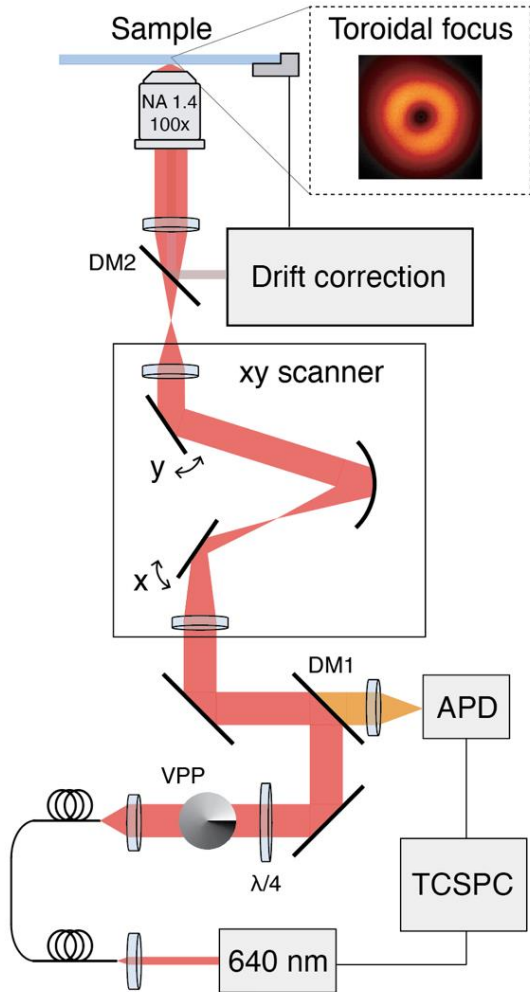 Sample
Toroidal focus
NA 1.4
100x
DM2
Drift correction
xy scanner
y
x
DM1
APD
VPP
λ/4
TCSPC
640 nm